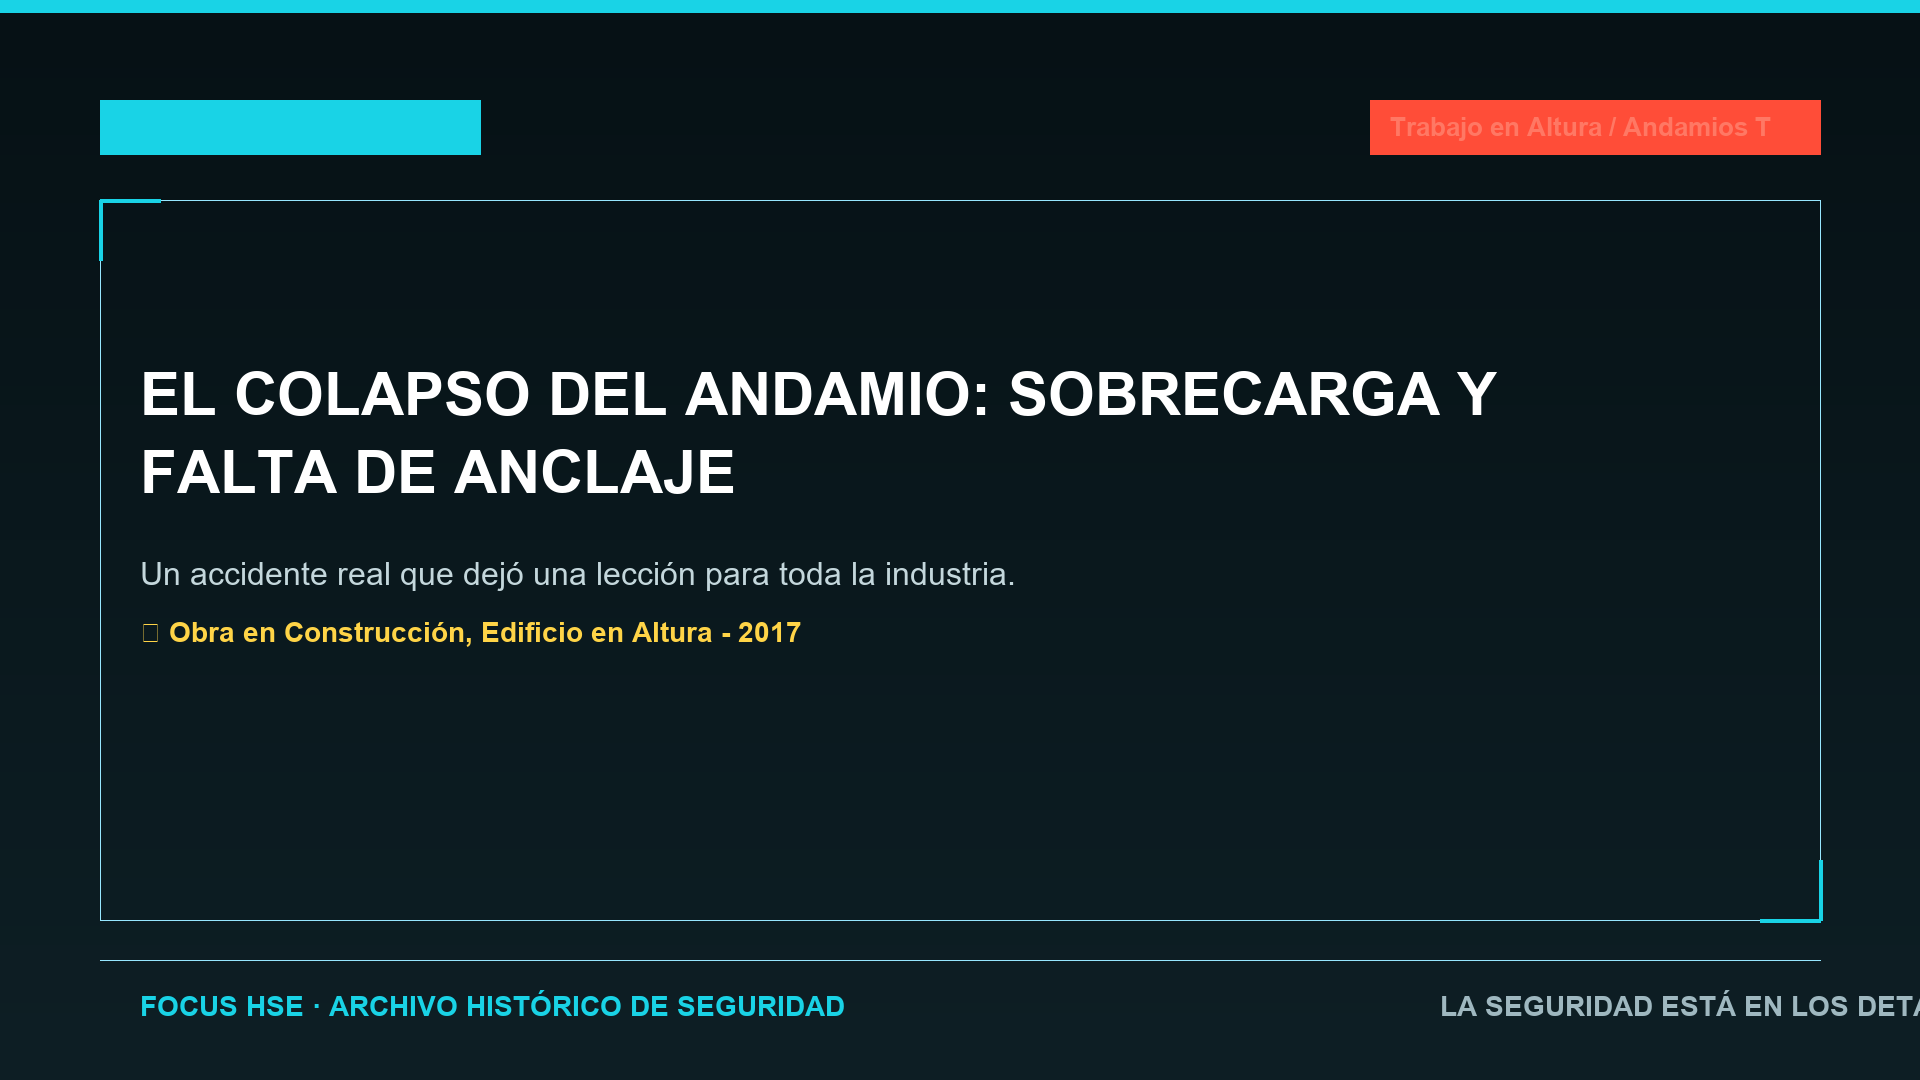 Trabajo en Altura / Andamios T
EL COLAPSO DEL ANDAMIO: SOBRECARGA Y
FALTA DE ANCLAJE
Un accidente real que dejó una lección para toda la industria.
Obra en Construcción, Edificio en Altura - 2017
FOCUS HSE · ARCHIVO HISTÓRICO DE SEGURIDAD
LA SEGURIDAD ESTÁ EN LOS DETA